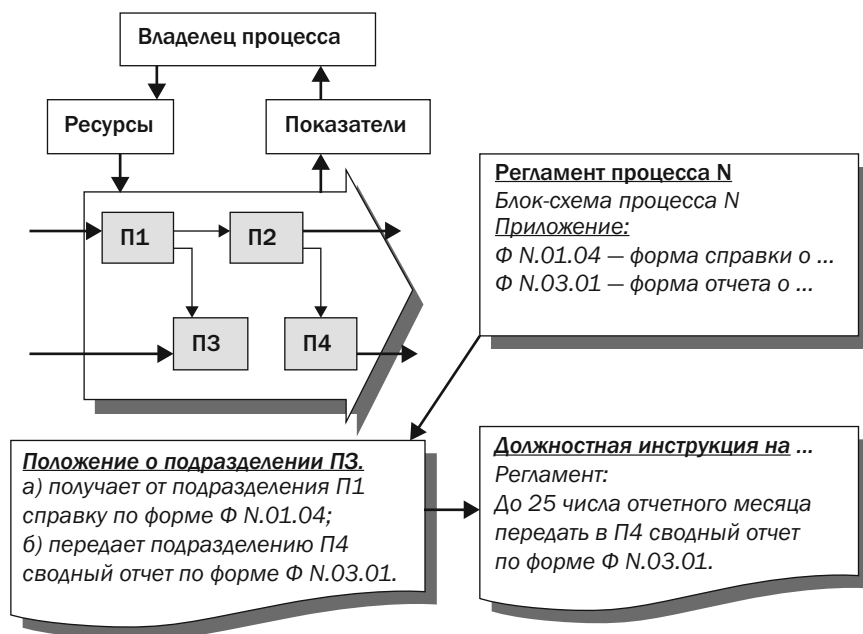 Владелец процесса
Ресурсы
Показатели
П1
П2
П3
П4
Регламент процесса N
Блок-схема процесса N
Приложение:
Ф N.01.04 — форма справки о ...
Ф N.03.01 — форма отчета о ...
Положение о подразделении П3.
а) получает от подразделения П1
справку по форме Ф N.01.04;
б) передает подразделению П4
сводный отчет по форме Ф N.03.01.
Должностная инструкция на ...
Регламент:
До 25 числа отчетного месяца
передать в П4 сводный отчет
по форме Ф N.03.01.